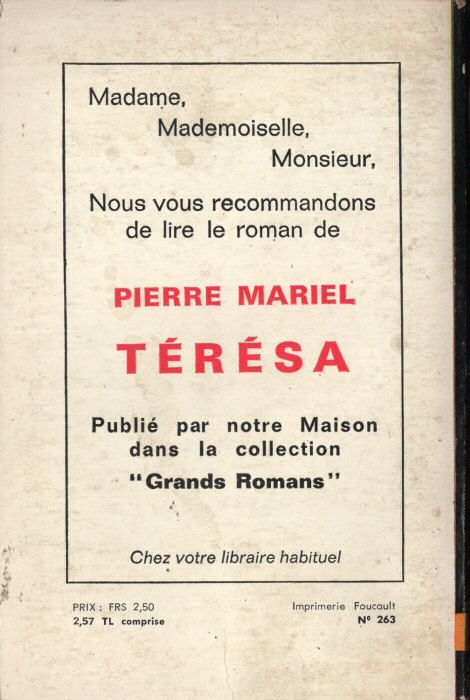 Madame,
Mademoiselle,
Monsieur,
Nous vous recommandons
de lire le roman de
PIERRE MARIEL
TÉRÉSA
Publié par notre Maison
dans la collection
"Grands Romans"
Chez votre libraire habituel
PRIX : FRS 2,50
2,57 TL comprise
Imprimerie Foucault
Nº 263